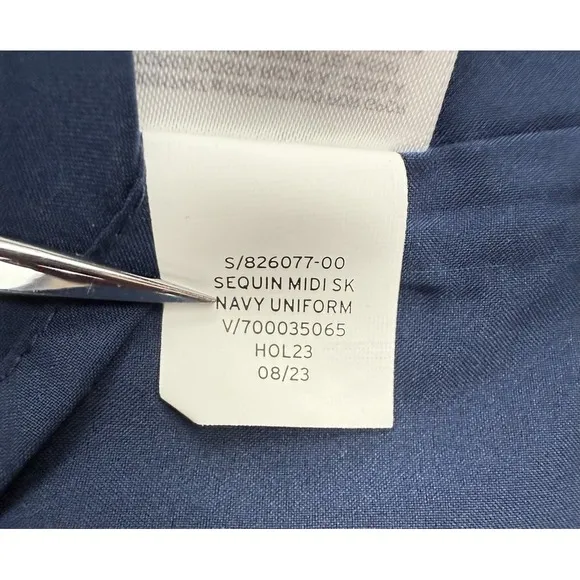 S/826077-00
SEQUIN MIDI SK
NAVY UNIFORM
V/700035065
HOL23
08/23